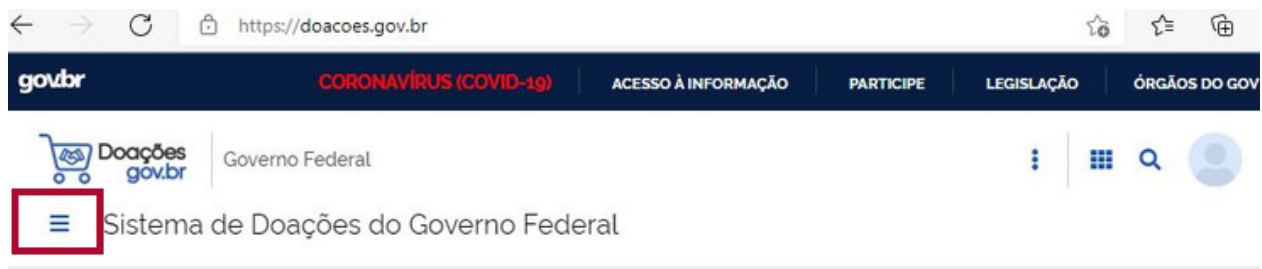 https://doacoes.gov.br
gov.br CORONAVÍRUS (COVID-19) ACESSO À INFORMAÇÃO PARTICIPE LEGISLAÇÃO ÓRGÃOS DO GOV
Doações
gov.br
Governo Federal
Sistema de Doações do Governo Federal